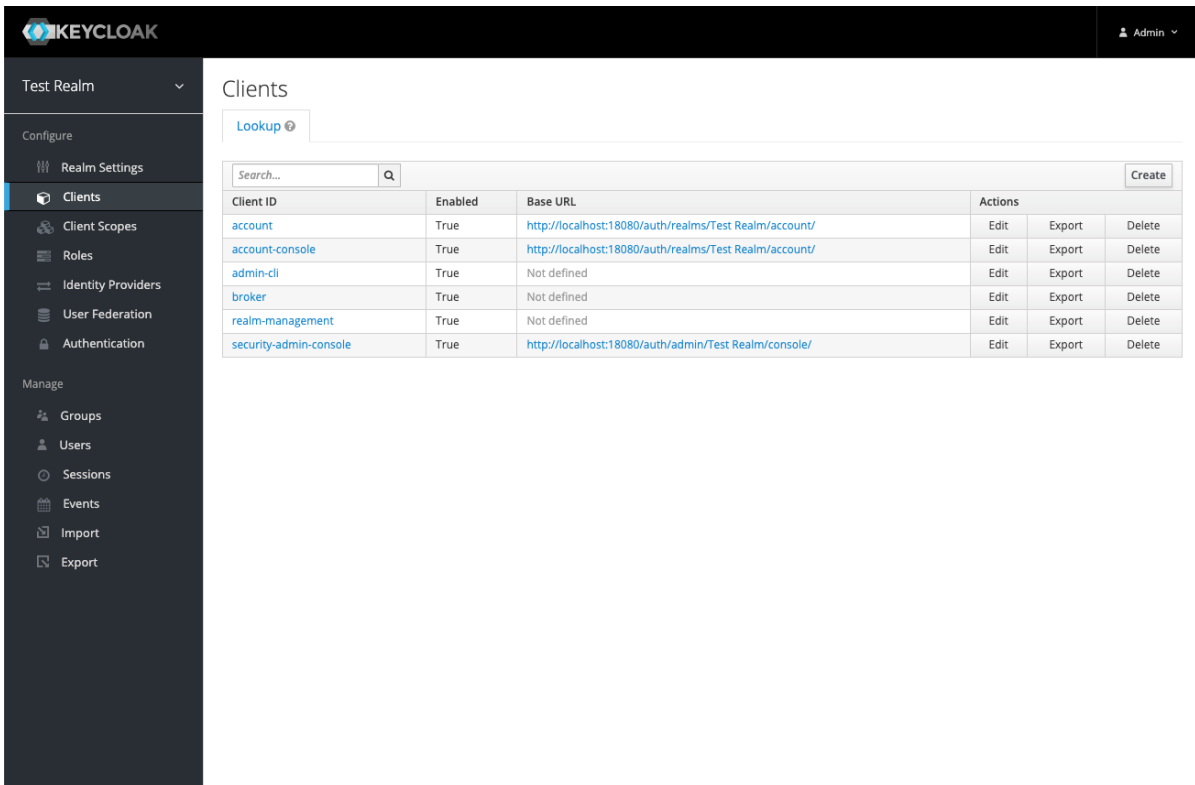 KEYCLOAK
Admin
Test Realm
Configure
Realm Settings
Clients
Client Scopes
Roles
Identity Providers
User Federation
Authentication
Manage
Groups
Users
Sessions
Events
Import
Export
Clients
Lookup
Search...
Create
Client ID Enabled Base URL Actions
account True http://localhost:18080/auth/realms/Test Realm/account/ Edit Export Delete
account-console True http://localhost:18080/auth/realms/Test Realm/account/ Edit Export Delete
admin-cli True Not defined Edit Export Delete
broker True Not defined Edit Export Delete
realm-management True Not defined Edit Export Delete
security-admin-console True http://localhost:18080/auth/admin/Test Realm/console/ Edit Export Delete